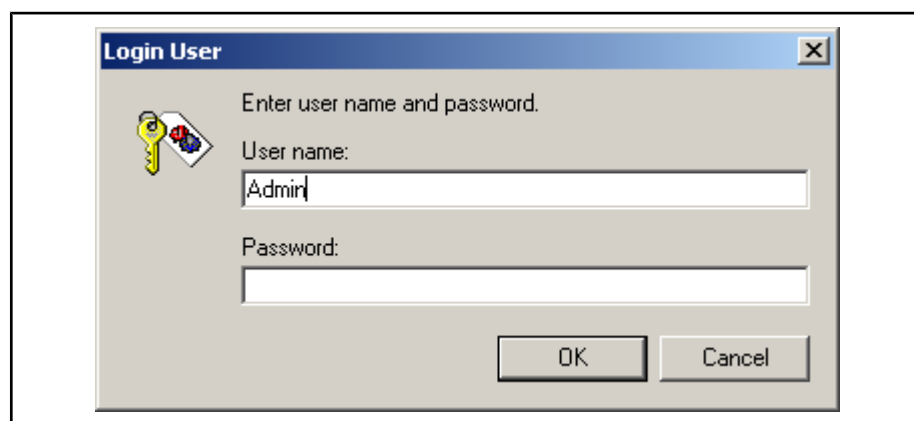 Login User
Enter user name and password.
User name:
Admin
Password:
OK Cancel